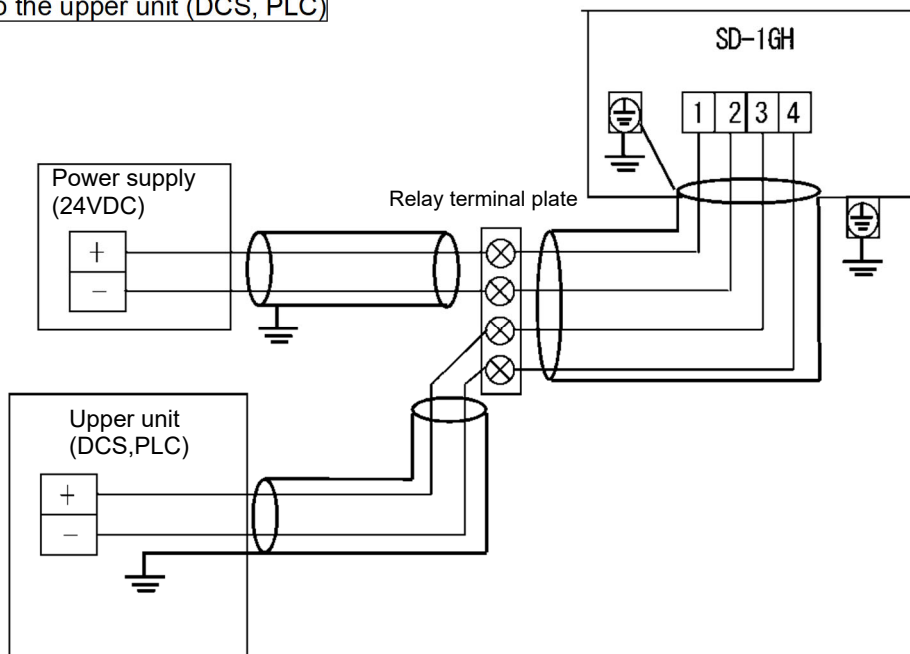 o the upper unit (DCS, PLC)
SD-1GH
1 2 3 4
Power supply
(24VDC)
+
−
Relay terminal plate
Upper unit
(DCS,PLC)
+
−